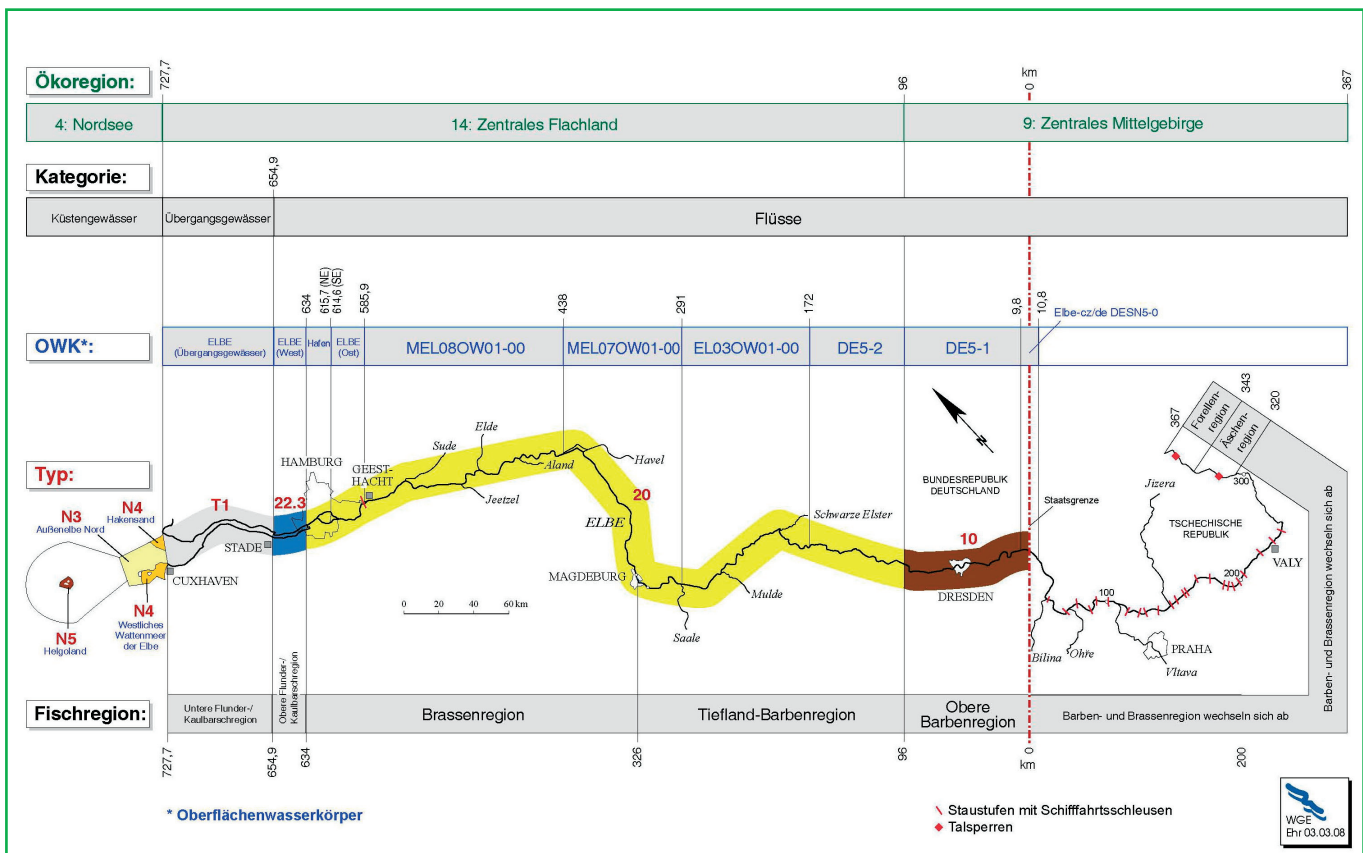 Ökoregion:
727,7
96
km
0
367
4: Nordsee
14: Zentrales Flachland
9: Zentrales Mittelgebirge
Kategorie:
654,9
Küstengewässer
Übergangsgewässer
Flüsse
634
615,7 (NE)
614,6 (SE)
585,9
438
291
172
9,8
10,8
Elbe-cz/de DESN5-0
OWK*:
ELBE
(Übergangsgewässer)
ELBE
(West)
Hafen
ELBE
(Ost)
MEL08OW01-00
MEL07OW01-00
EL03OW01-00
DE5-2
DE5-1
Typ:
N3
Außenelbe Nord
N4
Hakensand
T1
22.3
HAMBURG
GEEST-
HACHT
Sude
Elde
Aland
Jeetzel
Havel
20
ELBE
Schwarze Elster
10
N
BUNDESREPUBLIK
DEUTSCHLAND
Staatsgrenze
367
Forellen-
region
343
Äschen-
region
320
300
Jizera
TSCHECHISCHE
REPUBLIK
VALY
200
100
STADE
CUXHAVEN
N4
Westliches
Wattenmeer
der Elbe
N5
Helgoland
0 20 40 60 km
MAGDEBURG
Saale
Mulde
DRESDEN
Bilina
Ohře
PRAHA
Vltava
Barben- und Brassenregion wechseln sich ab
Fischregion:
Untere Flunder-/
Kaulbarschregion
Obere Flunder-/
Kaulbarschregion
Brassenregion
Tiefland-Barbenregion
Obere
Barbenregion
Barben- und Brassenregion wechseln sich ab
727,7
654,9
634
326
96
0
km
200
* Oberflächenwasserkörper
Staustufen mit Schifffahrtsschleusen
Talsperren
WGE
Ehr 03.03.08